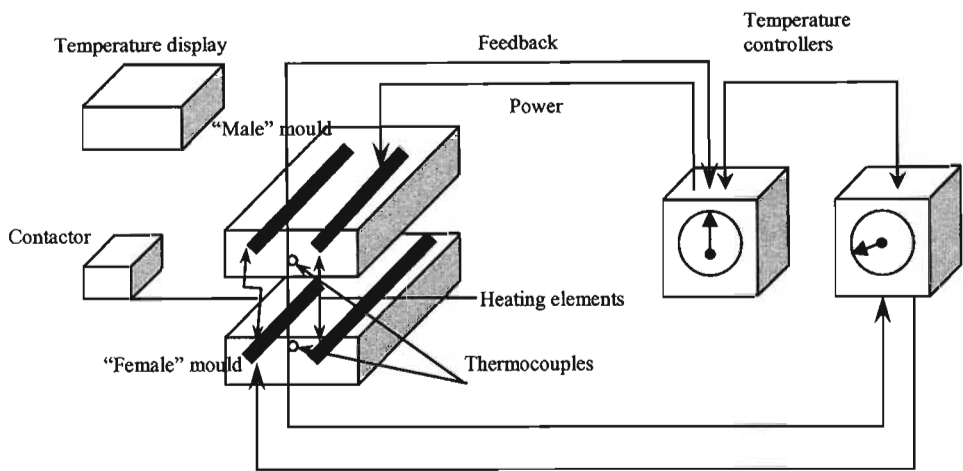 Temperature display
Feedback
Temperature
controllers
Power
“Male” mould
Contactor
Heating elements
“Female” mould
Thermocouples